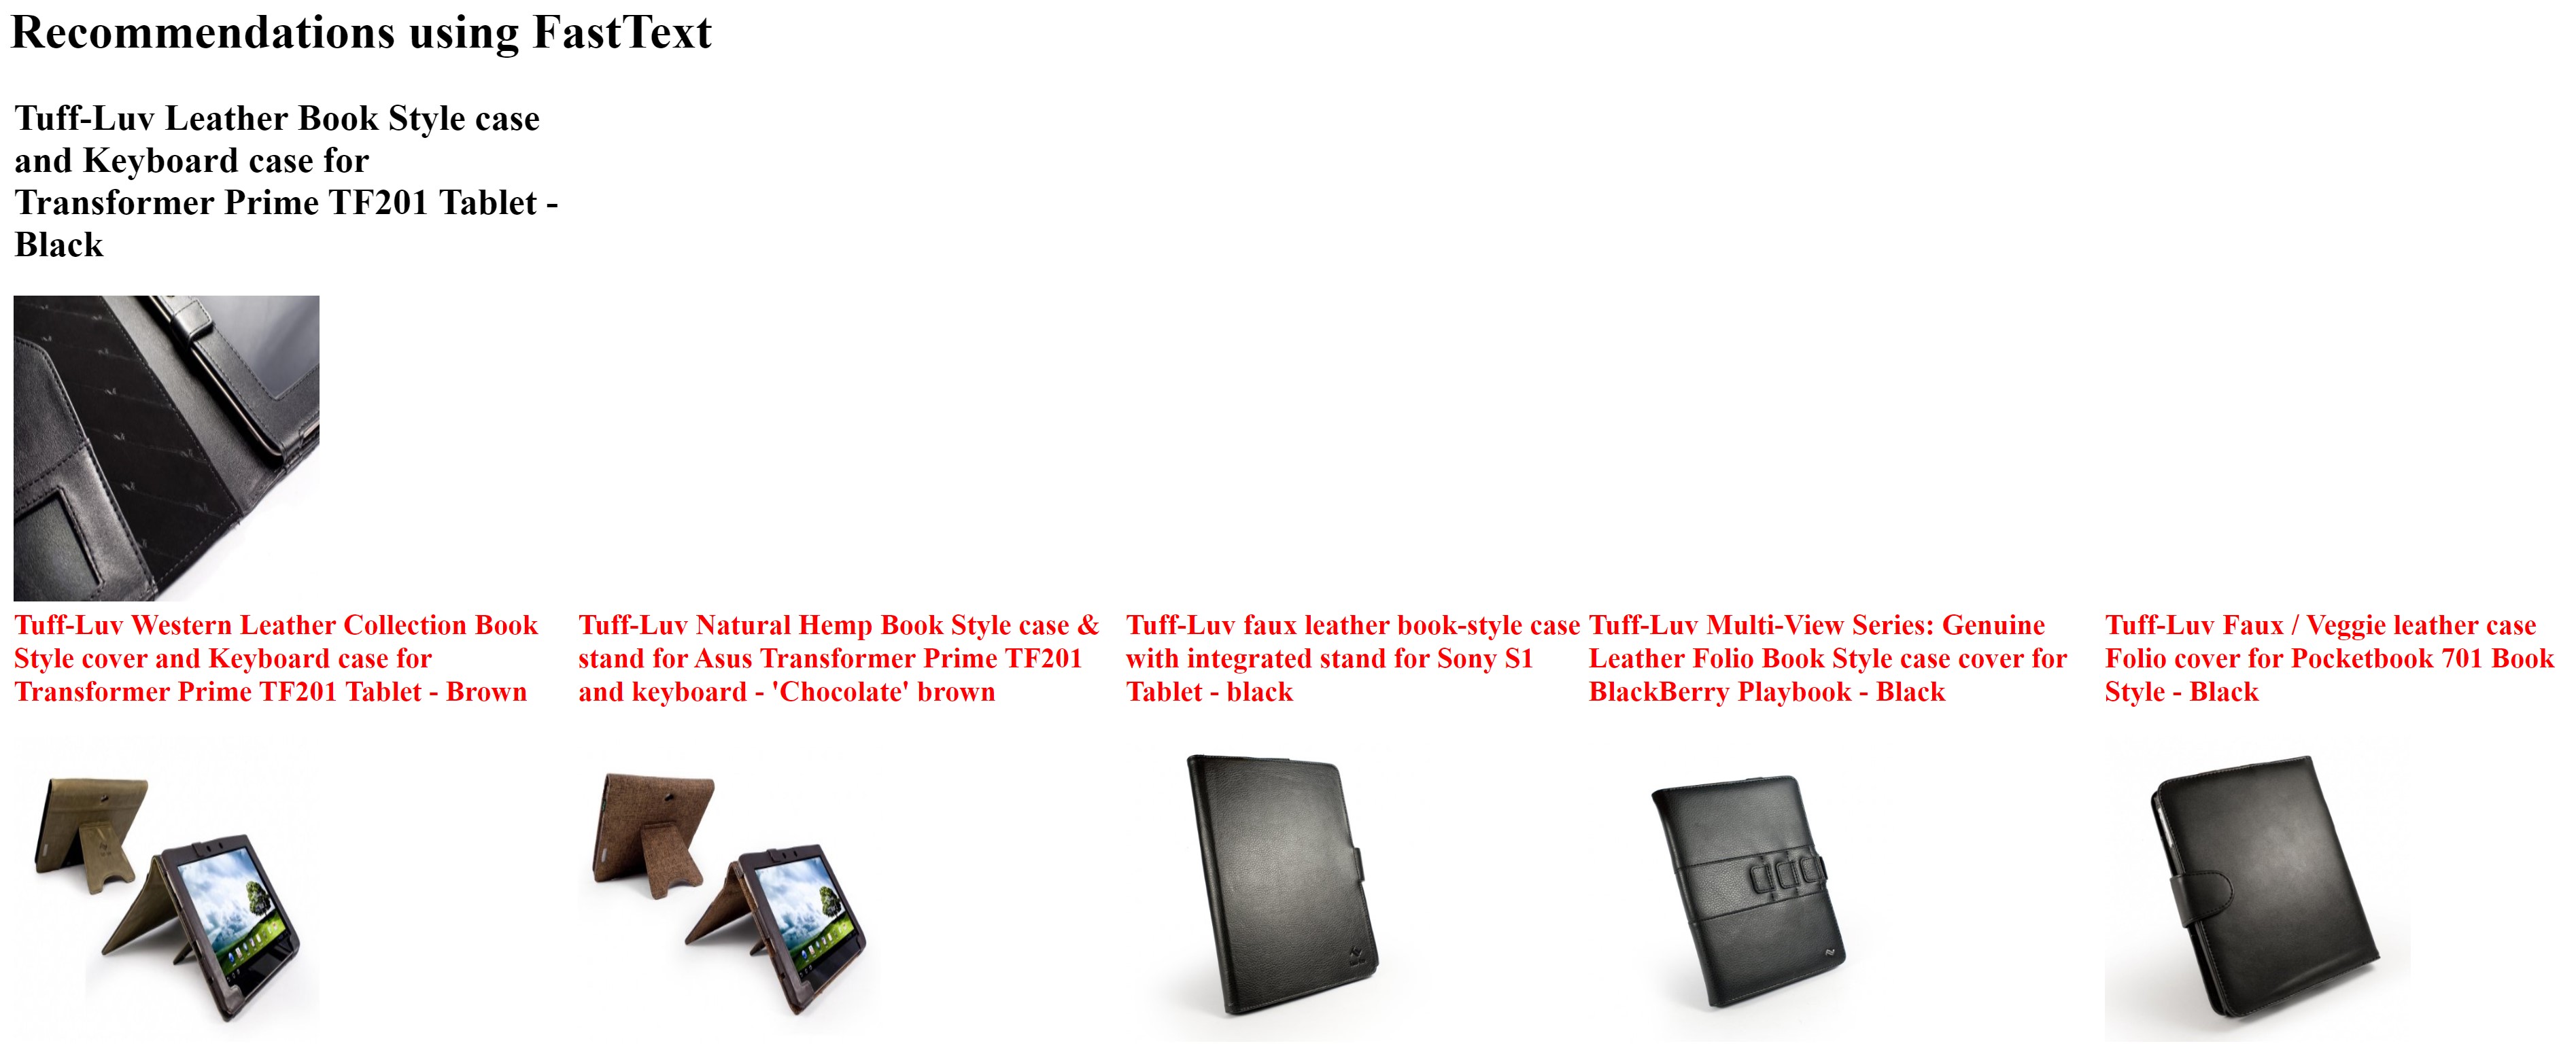 Recommendations using FastText
Tuff-Luv Leather Book Style case
and Keyboard case for
Transformer Prime TF201 Tablet -
Black
Tuff-Luv Western Leather Collection Book
Style cover and Keyboard case for
Transformer Prime TF201 Tablet - Brown
Tuff-Luv Natural Hemp Book Style case &
stand for Asus Transformer Prime TF201
and keyboard - 'Chocolate' brown
Tuff-Luv faux leather book-style case
with integrated stand for Sony S1
Tablet - black
Tuff-Luv Multi-View Series: Genuine
Leather Folio Book Style case cover for
BlackBerry Playbook - Black
Tuff-Luv Faux / Veggie leather case
Folio cover for Pocketbook 701 Book
Style - Black